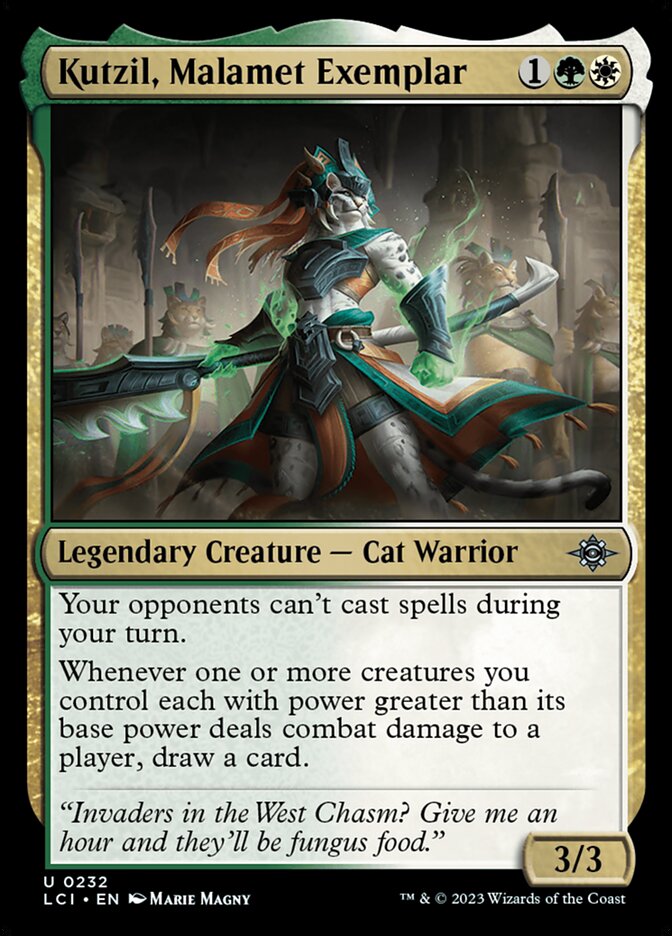 Kutzil, Malamet Exemplar 1
Legendary Creature — Cat Warrior
Your opponents can't cast spells during
your turn.
Whenever one or more creatures you
control each with power greater than its
base power deals combat damage to a
player, draw a card.
“Invaders in the West Chasm? Give me an
hour and they'll be fungus food.”
3/3
U 0232
LCI • EN Marie Magny
™ & © 2023 Wizards of the Coast